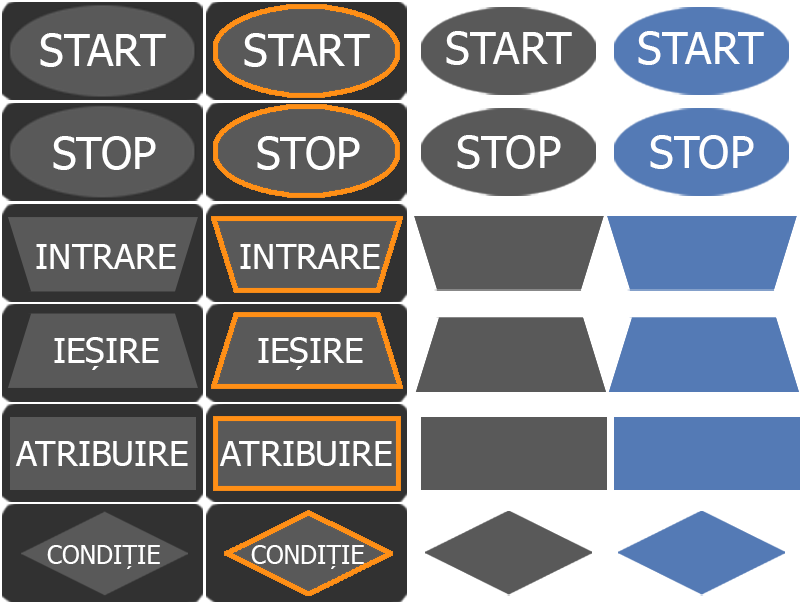 START START START START
STOP STOP STOP STOP
INTRARE INTRARE
IEȘIRE IEȘIRE
ATRIBUIRE ATRIBUIRE
CONDIȚIE CONDIȚIE